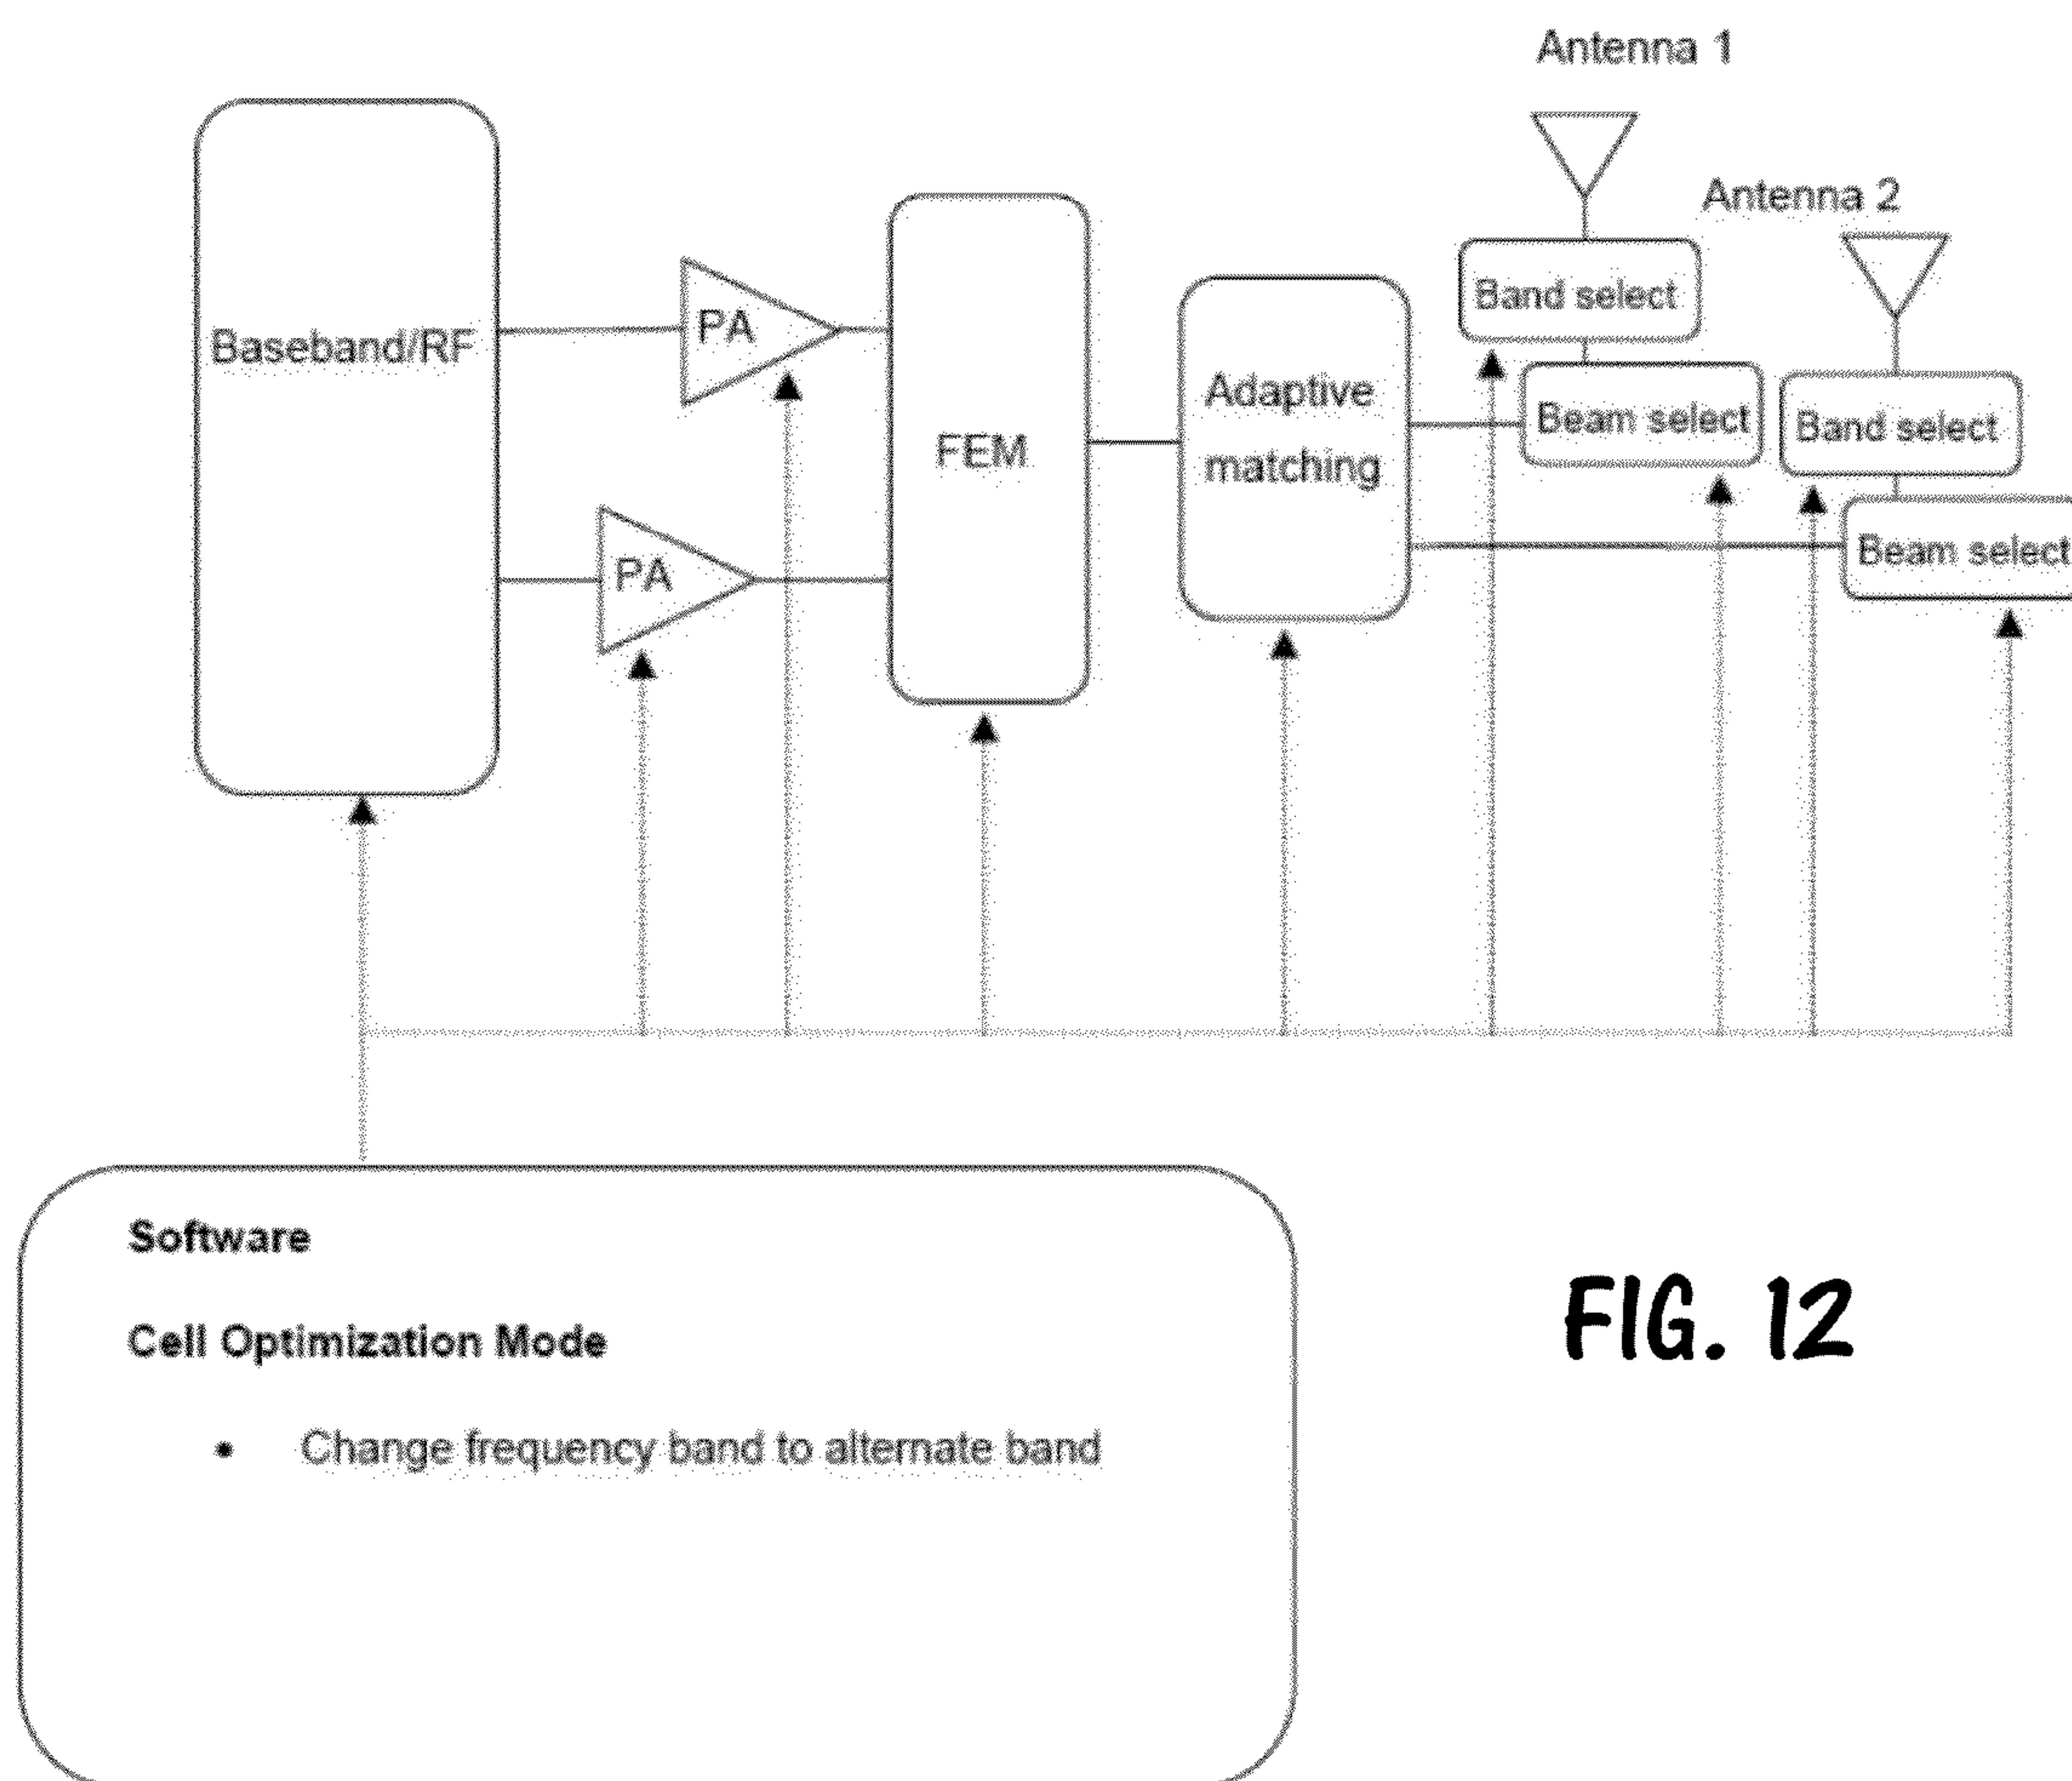 Antenna 1
Antenna 2
Baseband/RF
PA
PA
FEM
Adaptive
matching
Band select
Beam select
Band select
Beam select
Software
Cell Optimization Mode
• Change frequency band to alternate band
FIG. 12